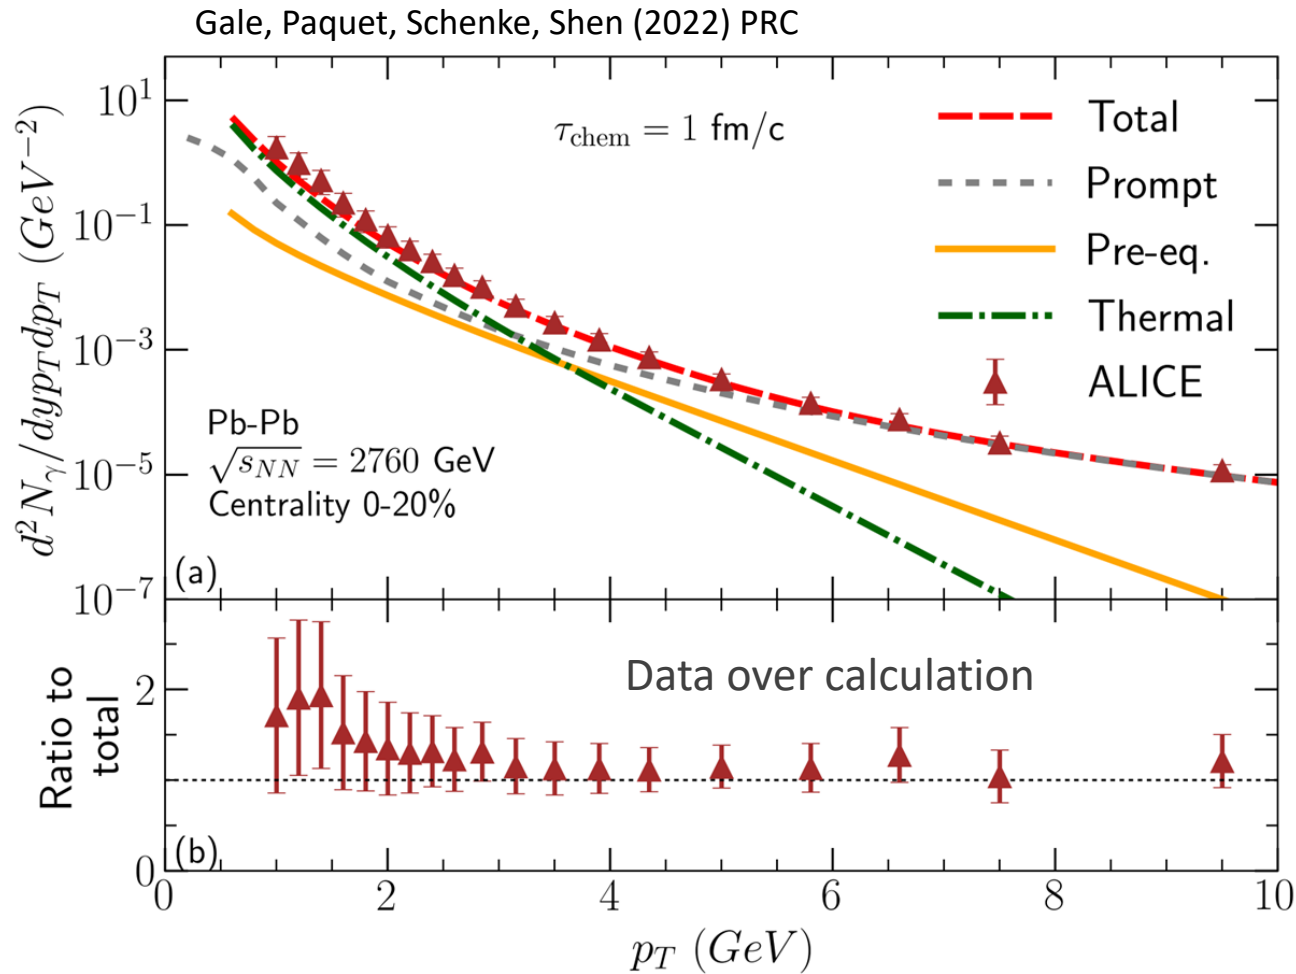 Gale, Paquet, Schenke, Shen (2022) PRC
10^1
10^{-1}
10^{-3}
10^{-5}
10^{-7}
d^2N_γ/dyp_Tdp_T (GeV^{-2})
τ_chem = 1 fm/c
Total
Prompt
Pre-eq.
Thermal
ALICE
Pb-Pb
√s_{NN} = 2760 GeV
Centrality 0-20%
(a)
Ratio to
total
2
0
Data over calculation
(b)
0 2 4 6 8 10
p_T (GeV)